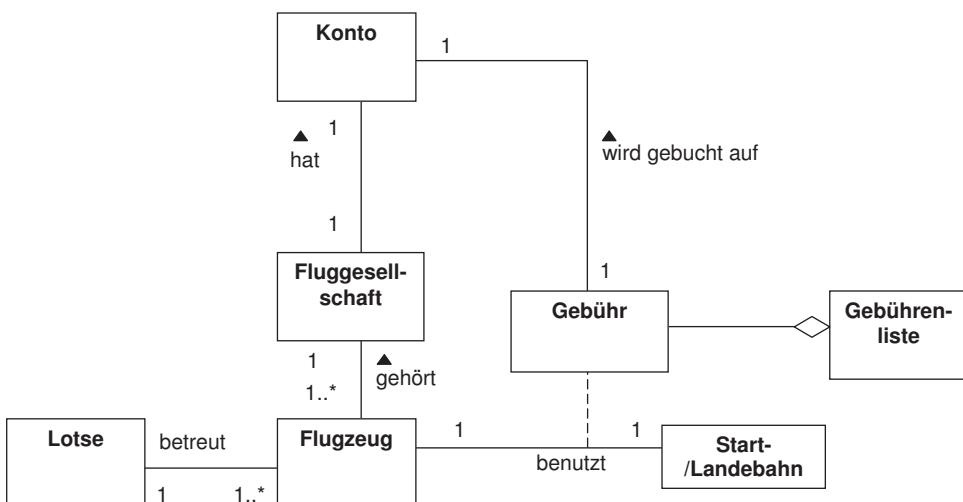 Konto
1
1
hat
wird gebucht auf
1
Fluggesell-
schaft
1
Gebühr
Gebühren-
liste
1
gehört
1..*
Lotse
betreut
Flugzeug
1
1
Start-
/Landebahn
benutzt
1
1..*